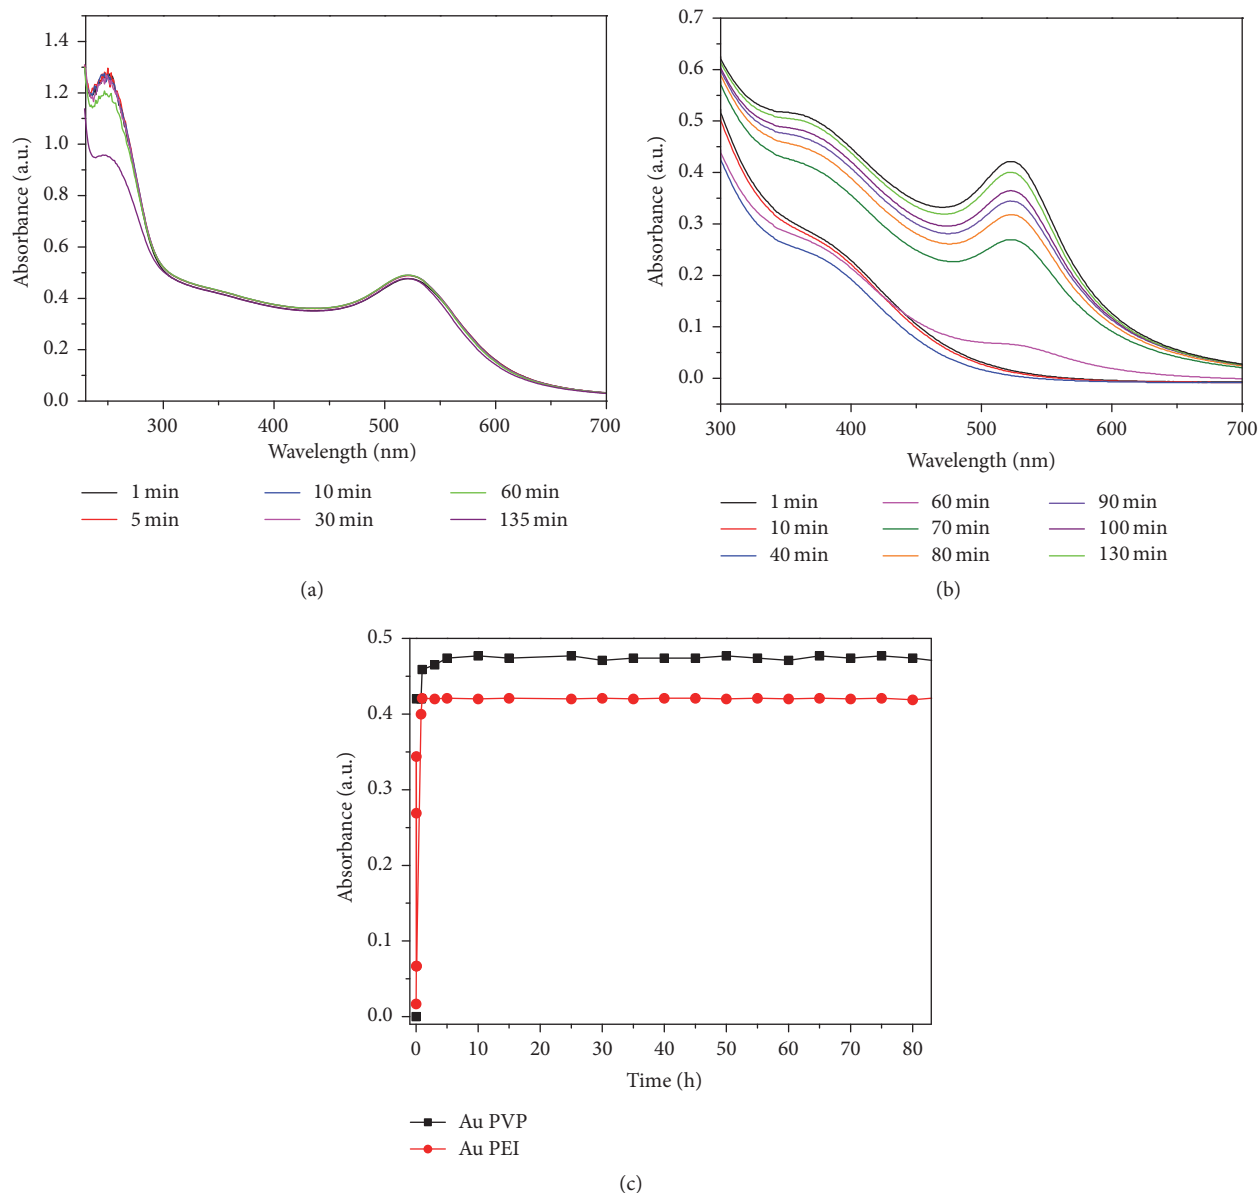 1.4
1.2
1.0
0.8
0.6
0.4
0.2
0.0
Absorbance (a.u.)
300 400 500 600 700
Wavelength (nm)
1 min 10 min 60 min
5 min 30 min 135 min
(a)
0.7
0.6
0.5
0.4
0.3
0.2
0.1
0.0
Absorbance (a.u.)
300 400 500 600 700
Wavelength (nm)
1 min 60 min 90 min
10 min 70 min 100 min
40 min 80 min 130 min
(b)
0.5
0.4
0.3
0.2
0.1
0.0
Absorbance (a.u.)
0 10 20 30 40 50 60 70 80
Time (h)
Au PVP
Au PEI
(c)